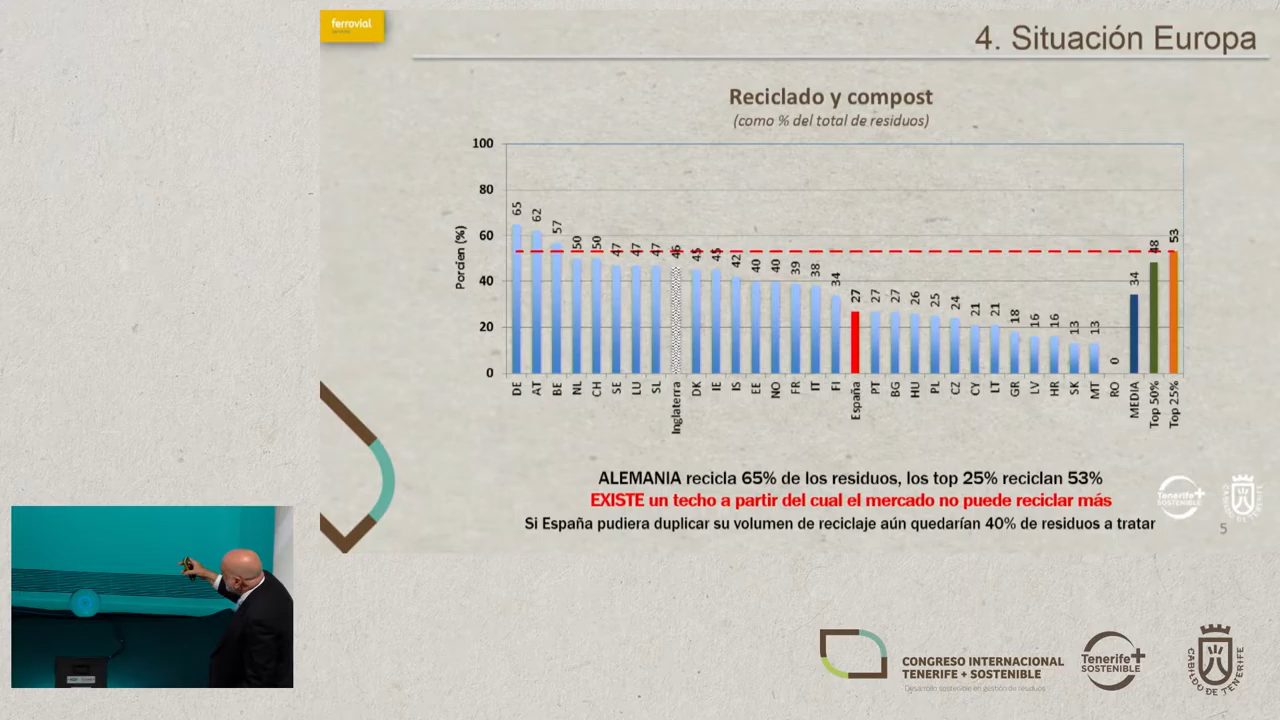 ferrovial
4. Situación Europa
Reciclado y compost
(como % del total de residuos)
Porcien (%)
100
80
60
40
20
0
65 62 57 50 50 47 47 47 46 45 45 42 40 40 39 38 34 27 27 27 26 25 24 21 21 18 16 16 13 13 0 34 48 53
DE AT BE NL CH SE LU SL Inglaterra DK IE IS EE NO FR IT FI España PT BG HU PL CZ CY LT GR LV HR SK MT RO MEDIA Top 50% Top 25%
ALEMANIA recicla 65% de los residuos, los top 25% reciclan 53%
EXISTE un techo a partir del cual el mercado no puede reciclar más
Si España pudiera duplicar su volumen de reciclaje aún quedarían 40% de residuos a tratar
Tenerife+
SOSTENIBLE
CABILDO DE TENERIFE
5
CONGRESO INTERNACIONAL
TENERIFE + SOSTENIBLE
Desarrollo sostenible en gestión de residuos
Tenerife+
SOSTENIBLE
CABILDO DE TENERIFE